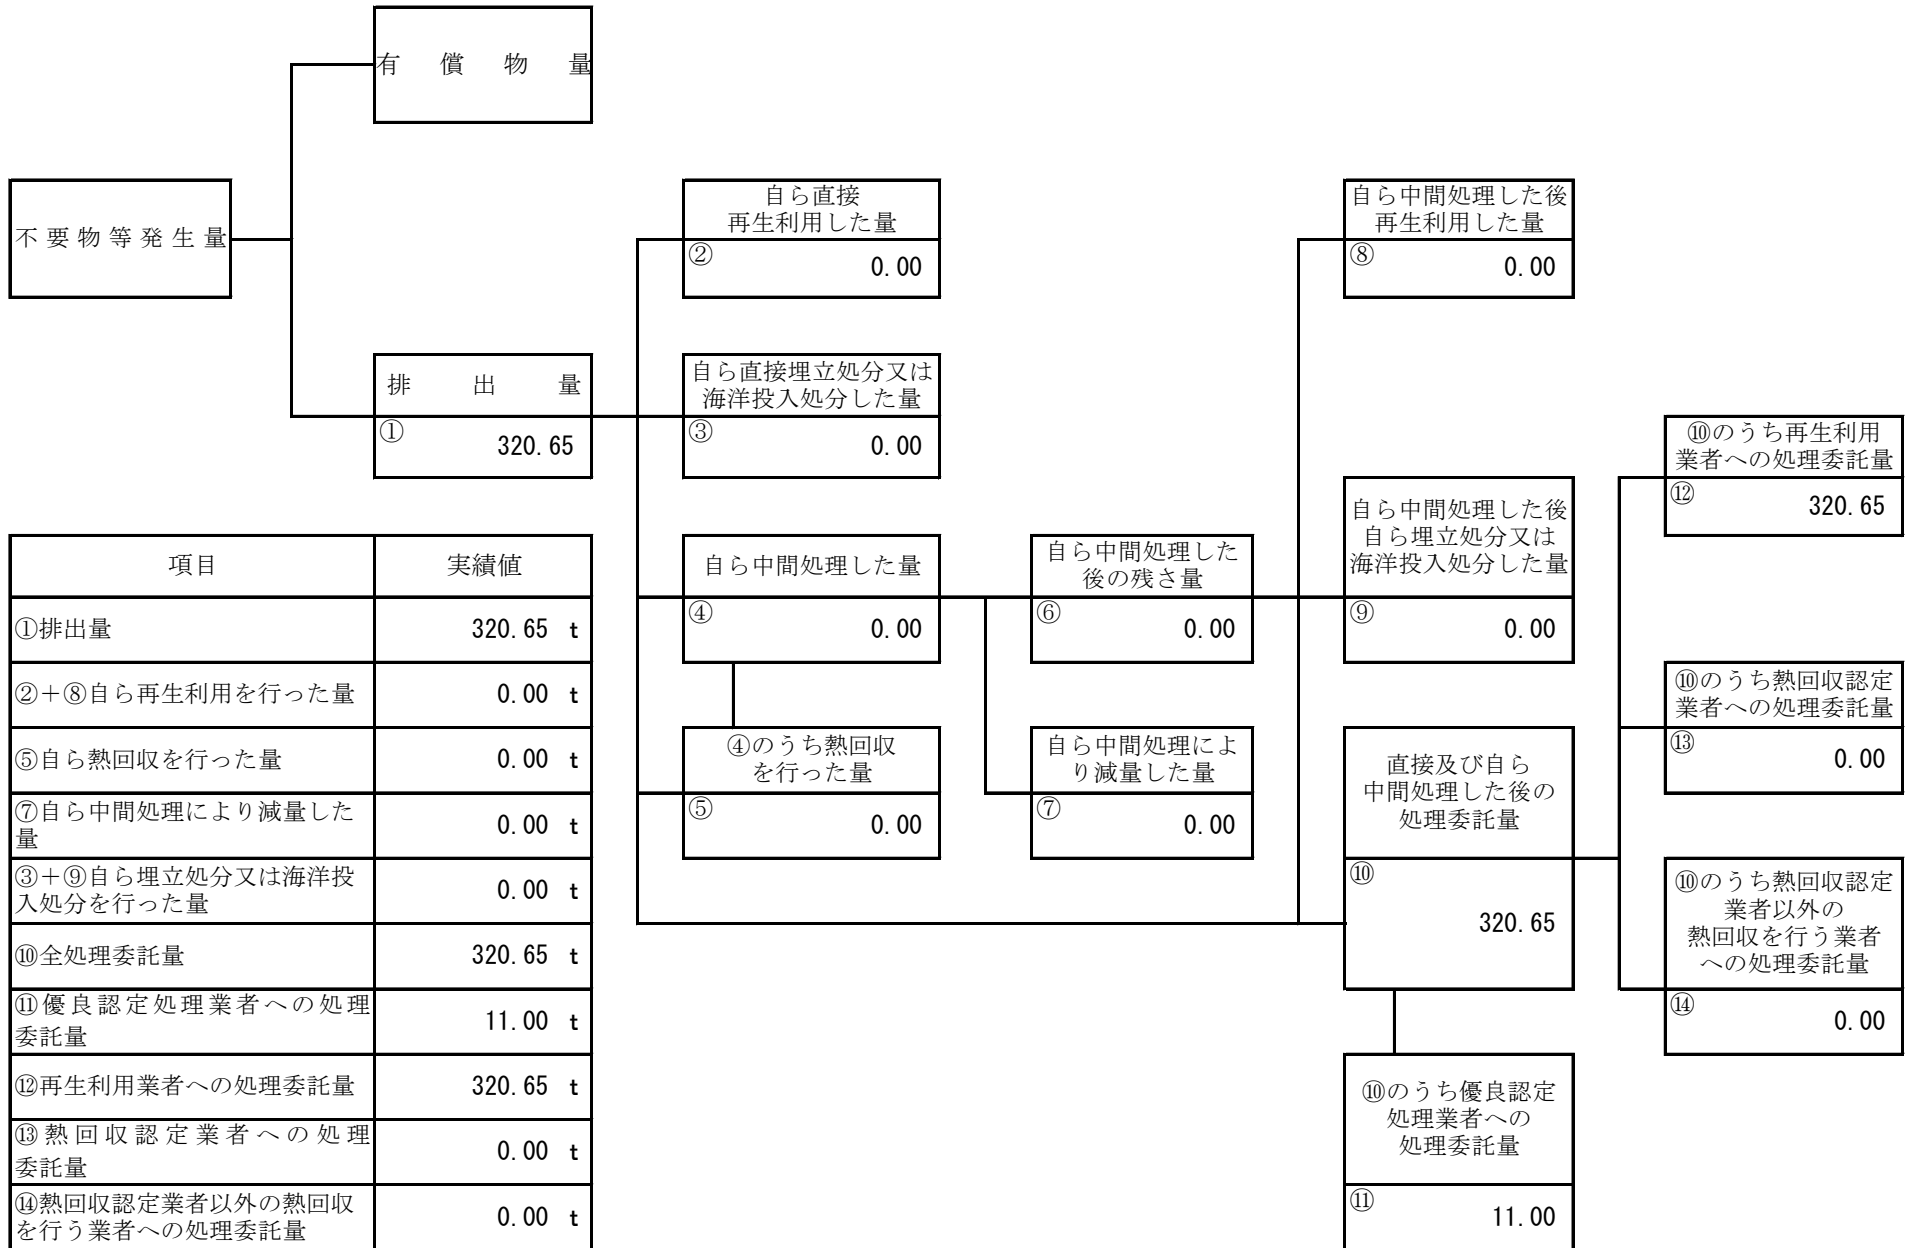 有償物量
不要物等発生量
自ら直接
再生利用した量
②
0.00
自ら中間処理した後
再生利用した量
⑧
0.00
排出量
①
320.65
自ら直接埋立処分又は
海洋投入処分した量
③
0.00
⑩のうち再生利用
業者への処理委託量
⑫
320.65
自ら中間処理した量
④
0.00
自ら中間処理した
後の残さ量
⑥
0.00
自ら中間処理した後
自ら埋立処分又は
海洋投入処分した量
⑨
0.00
④のうち熱回収
を行った量
⑤
0.00
自ら中間処理によ
り減量した量
⑦
0.00
直接及び自ら
中間処理した後の
処理委託量
⑩
320.65
⑩のうち熱回収認定
業者への処理委託量
⑬
0.00
⑩のうち熱回収認定
業者以外の
熱回収を行う業者
への処理委託量
⑭
0.00
⑩のうち優良認定
処理業者への
処理委託量
⑪
11.00
項目 実績値
①排出量 320.65 t
②+⑧自ら再生利用を行った量 0.00 t
⑤自ら熱回収を行った量 0.00 t
⑦自ら中間処理により減量した
量 0.00 t
③+⑨自ら埋立処分又は海洋投
入処分を行った量 0.00 t
⑩全処理委託量 320.65 t
⑪優良認定処理業者への処理
委託量 11.00 t
⑫再生利用業者への処理委託量 320.65 t
⑬熱回収認定業者への処理
委託量 0.00 t
⑭熱回収認定業者以外の熱回収
を行う業者への処理委託量 0.00 t